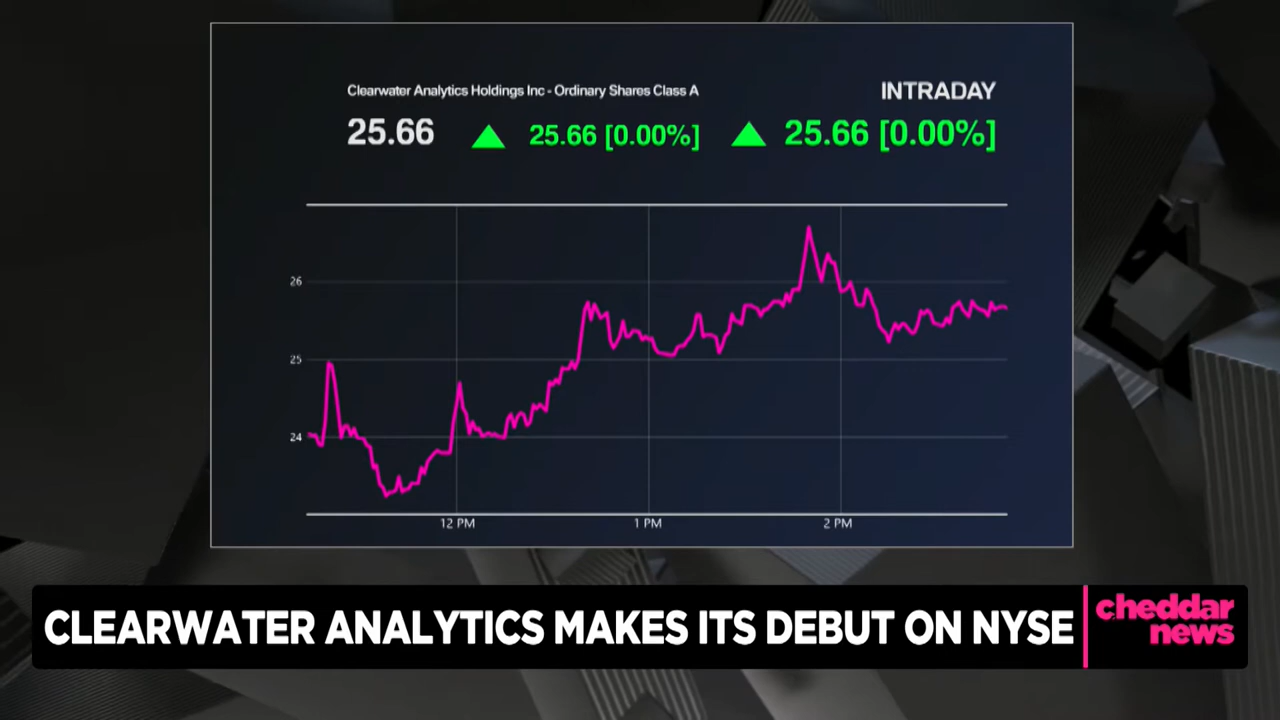 Clearwater Analytics Holdings Inc - Ordinary Shares Class A
INTRADAY
25.66 ▲ 25.66 [0.00%] ▲ 25.66 [0.00%]
26
25
24
12 PM 1 PM 2 PM
CLEARWATER ANALYTICS MAKES ITS DEBUT ON NYSE
cheddar
news